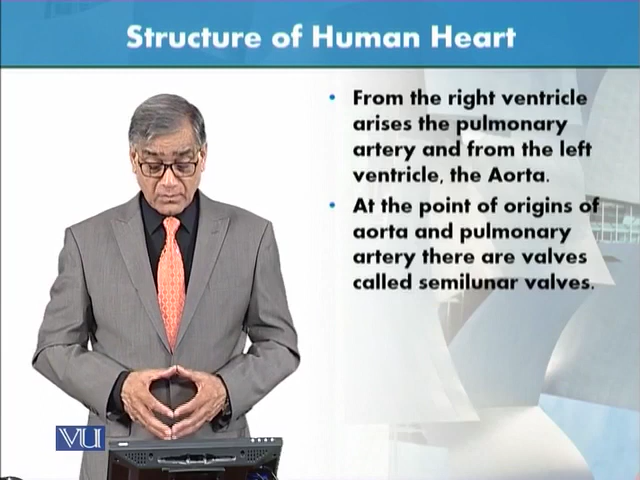 Structure of Human Heart
• From the right ventricle
arises the pulmonary
artery and from the left
ventricle, the Aorta.
• At the point of origins of
aorta and pulmonary
artery there are valves
called semilunar valves.
VU